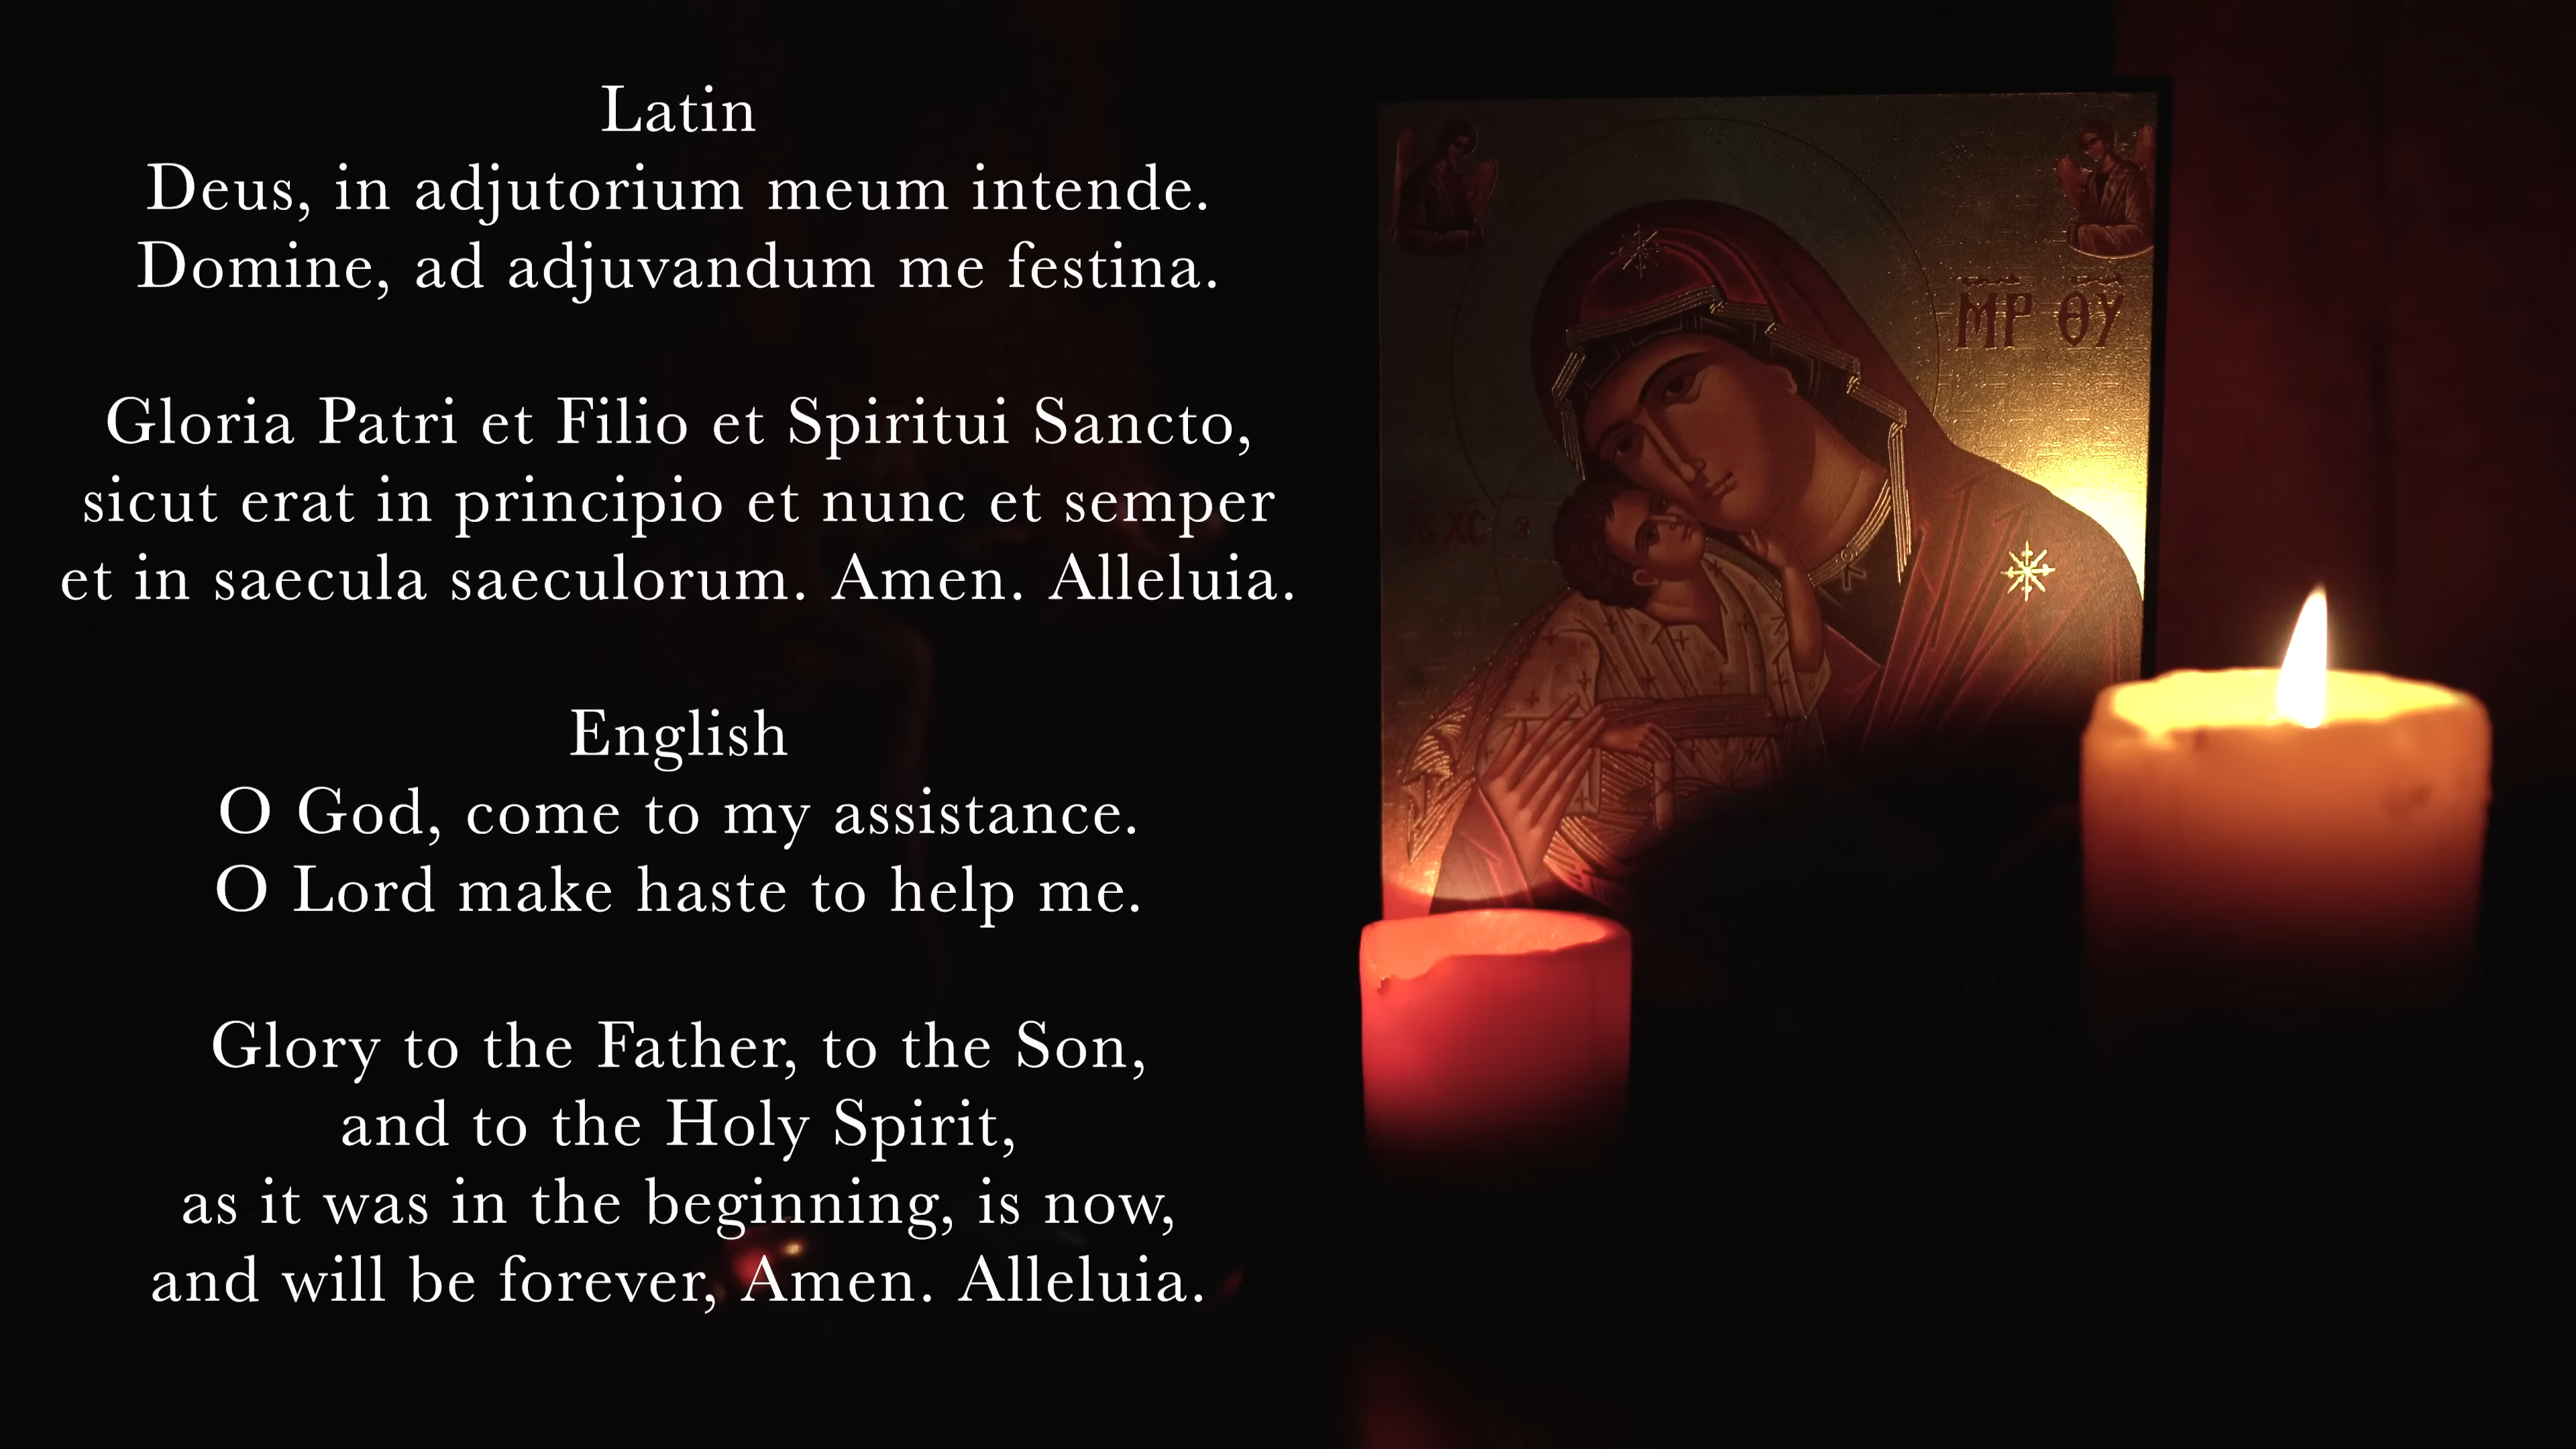 Latin
Deus, in adjutorium meum intende.
Domine, ad adjuvandum me festina.
Gloria Patri et Filio et Spiritui Sancto,
sicut erat in principio et nunc et semper
et in saecula saeculorum. Amen. Alleluia.
English
O God, come to my assistance.
O Lord make haste to help me.
Glory to the Father, to the Son,
and to the Holy Spirit,
as it was in the beginning, is now,
and will be forever, Amen. Alleluia.
ΜΡ ΘΥ
ΧC